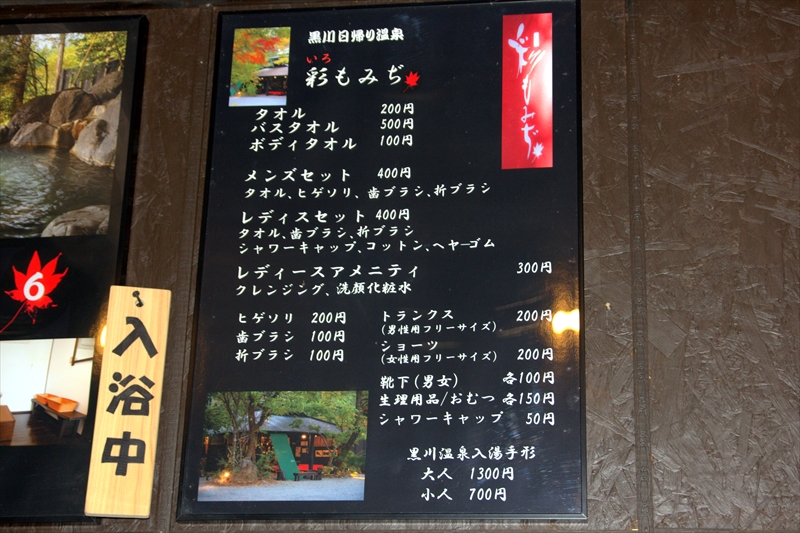 黒川日帰り温泉
いろ
彩もみぢ
彩もみぢ
タオル 200円
バスタオル 500円
ボディタオル 100円
メンズセット 400円
タオル、ヒゲソリ、歯ブラシ、折ブラシ
レディスセット 400円
タオル、歯ブラシ、折ブラシ
シャワーキャップ、コットン、ヘヤーゴム
レディースアメニティ 300円
クレンジング、洗顔化粧水
ヒゲソリ 200円
歯ブラシ 100円
折ブラシ 100円
トランクス 200円
(男性用フリーサイズ)
ショーツ
(女性用フリーサイズ) 200円
靴下(男女) 各100円
生理用品/おむつ 各150円
シャワーキャップ 50円
黒川温泉入湯手形
大人 1300円
小人 700円
6
入浴中